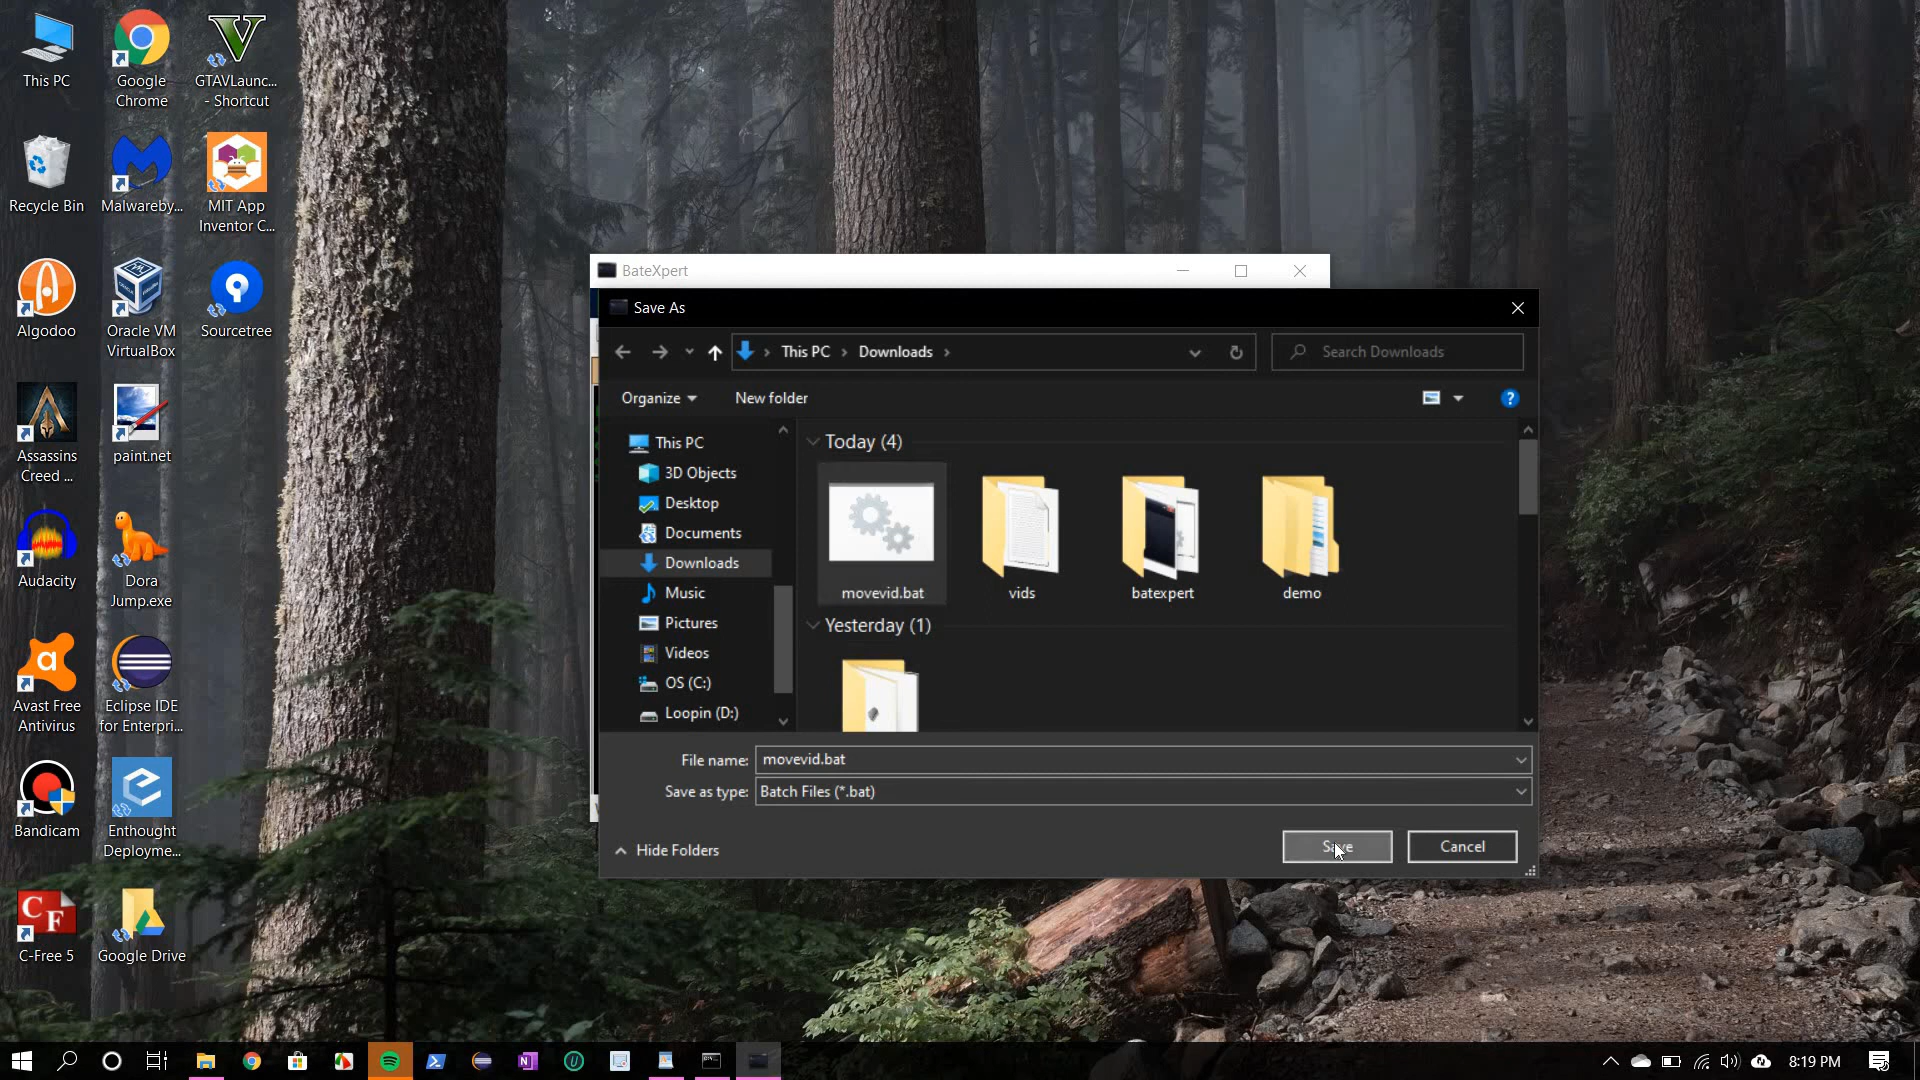 This PC
Google
Chrome
GTAVLaunc...
- Shortcut
Recycle Bin
Malwareby...
MIT App
Inventor C...
Algodoo
Oracle VM
VirtualBox
Sourcetree
Assassins
Creed ...
paint.net
Audacity
Dora
Jump.exe
Avast Free
Antivirus
Eclipse IDE
for Enterpri...
Bandicam
Enthought
Deployme...
C-Free 5
Google Drive
BateXpert
Save As
This PC
Downloads
Search Downloads
Organize
New folder
This PC
3D Objects
Desktop
Documents
Downloads
Music
Pictures
Videos
OS (C:)
Loopin (D:)
Today (4)
movevid.bat
vids
batexpert
demo
Yesterday (1)
File name: movevid.bat
Save as type: Batch Files (*.bat)
Hide Folders
Save
Cancel
8:19 PM